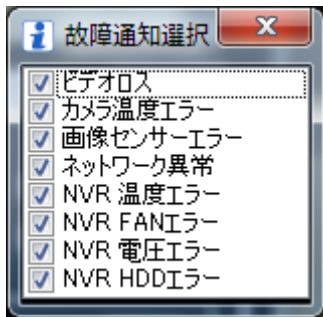 故障通知選択
ビデオロス
カメラ温度エラー
画像センサーエラー
ネットワーク異常
NVR 温度エラー
NVR FANエラー
NVR 電圧エラー
NVR HDDエラー